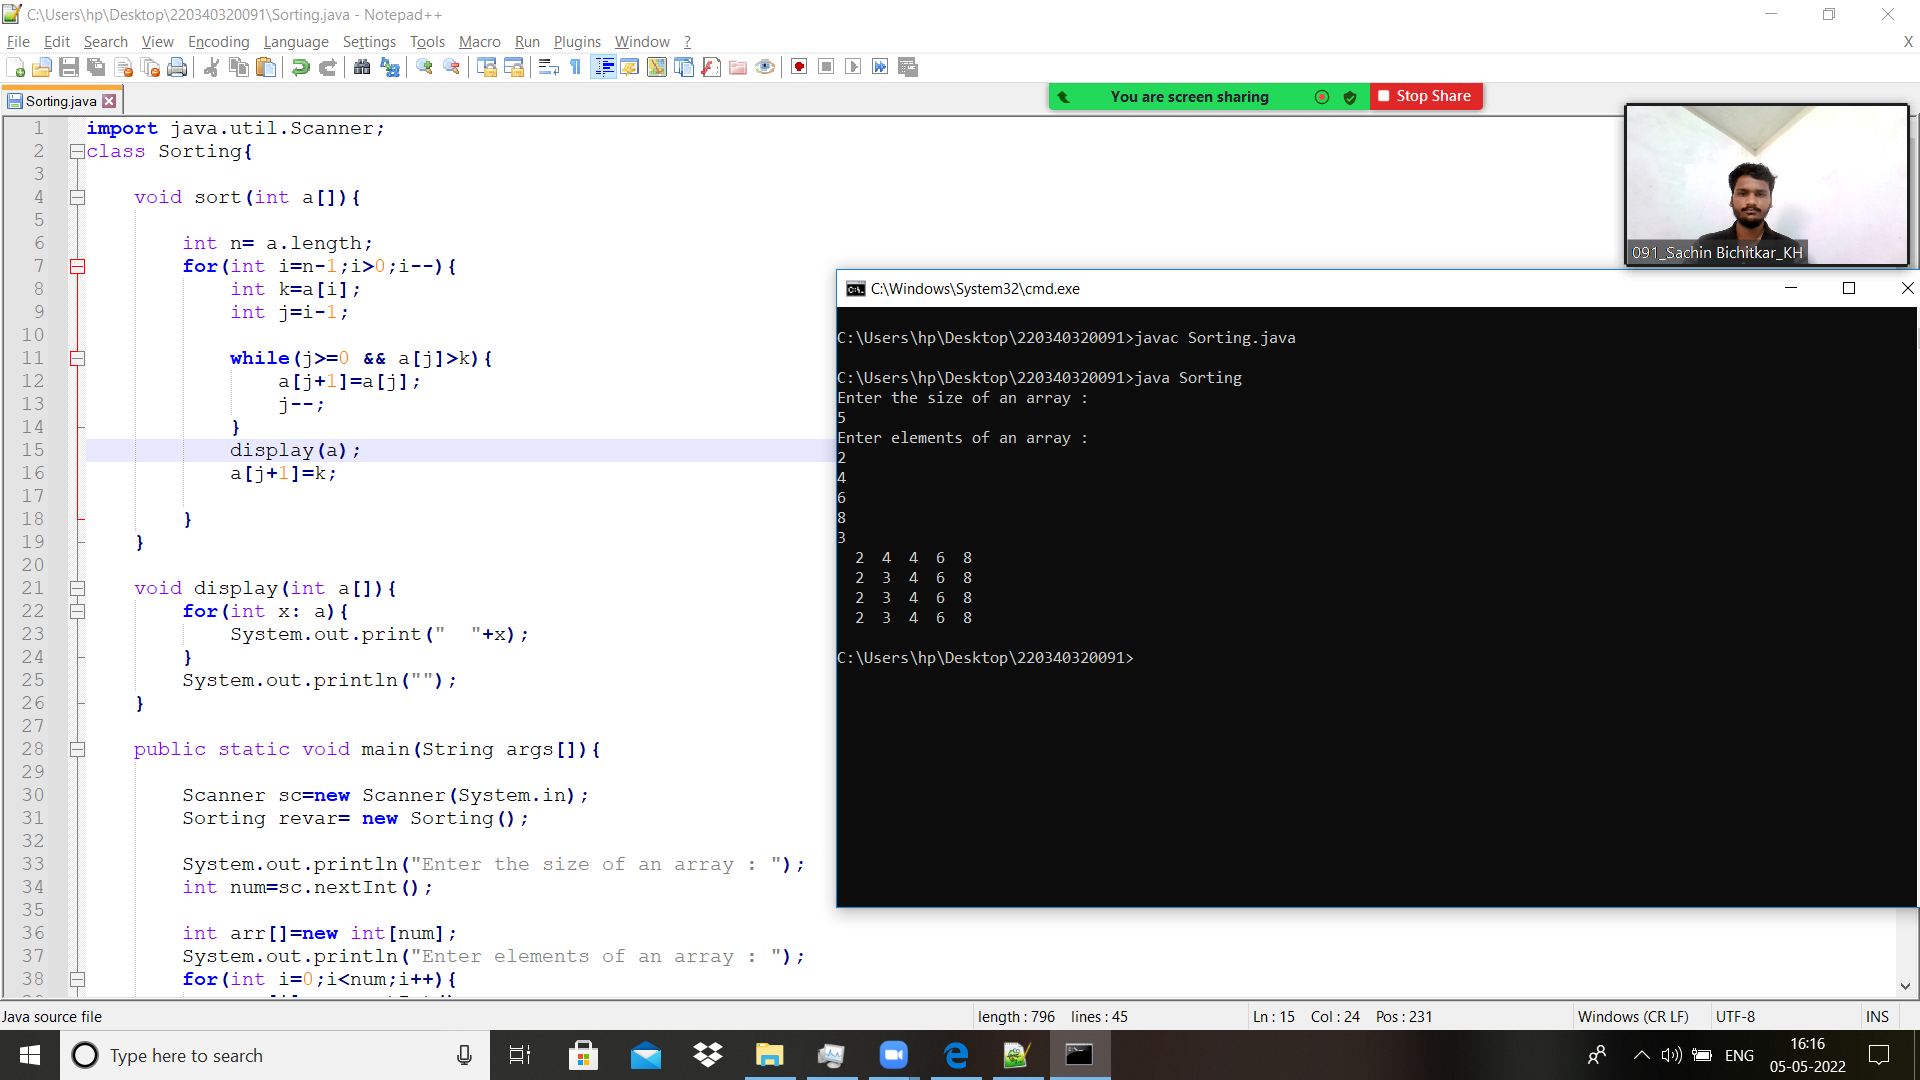 C:\Users\hp\Desktop\220340320091\Sorting.java - Notepad++
File Edit Search View Encoding Language Settings Tools Macro Run Plugins Window ? X
Sorting.java
You are screen sharing
Stop Share
091_Sachin Bichitkar_KH
1 import java.util.Scanner;
2 class Sorting{
3
4     void sort(int a[]){
5
6         int n= a.length;
7         for(int i=n-1;i>0;i--){
8             int k=a[i];
9             int j=i-1;
10
11             while(j>=0 && a[j]>k){
12                 a[j+1]=a[j];
13                 j--;
14             }
15             display(a);
16             a[j+1]=k;
17
18         }
19     }
20
21     void display(int a[]){
22         for(int x: a){
23             System.out.print("  "+x);
24         }
25         System.out.println("");
26     }
27
28     public static void main(String args[]){
29
30         Scanner sc=new Scanner(System.in);
31         Sorting revar= new Sorting();
32
33         System.out.println("Enter the size of an array : ");
34         int num=sc.nextInt();
35
36         int arr[]=new int[num];
37         System.out.println("Enter elements of an array : ");
38         for(int i=0;i<num;i++){
C:\Windows\System32\cmd.exe
C:\Users\hp\Desktop\220340320091>javac Sorting.java
C:\Users\hp\Desktop\220340320091>java Sorting
Enter the size of an array :
5
Enter elements of an array :
2
4
6
8
3
  2  4  4  6  8
  2  3  4  6  8
  2  3  4  6  8
  2  3  4  6  8
C:\Users\hp\Desktop\220340320091>
Java source file length : 796 lines : 45 Ln : 15 Col : 24 Pos : 231 Windows (CR LF) UTF-8 INS
Type here to search
ENG
16:16
05-05-2022